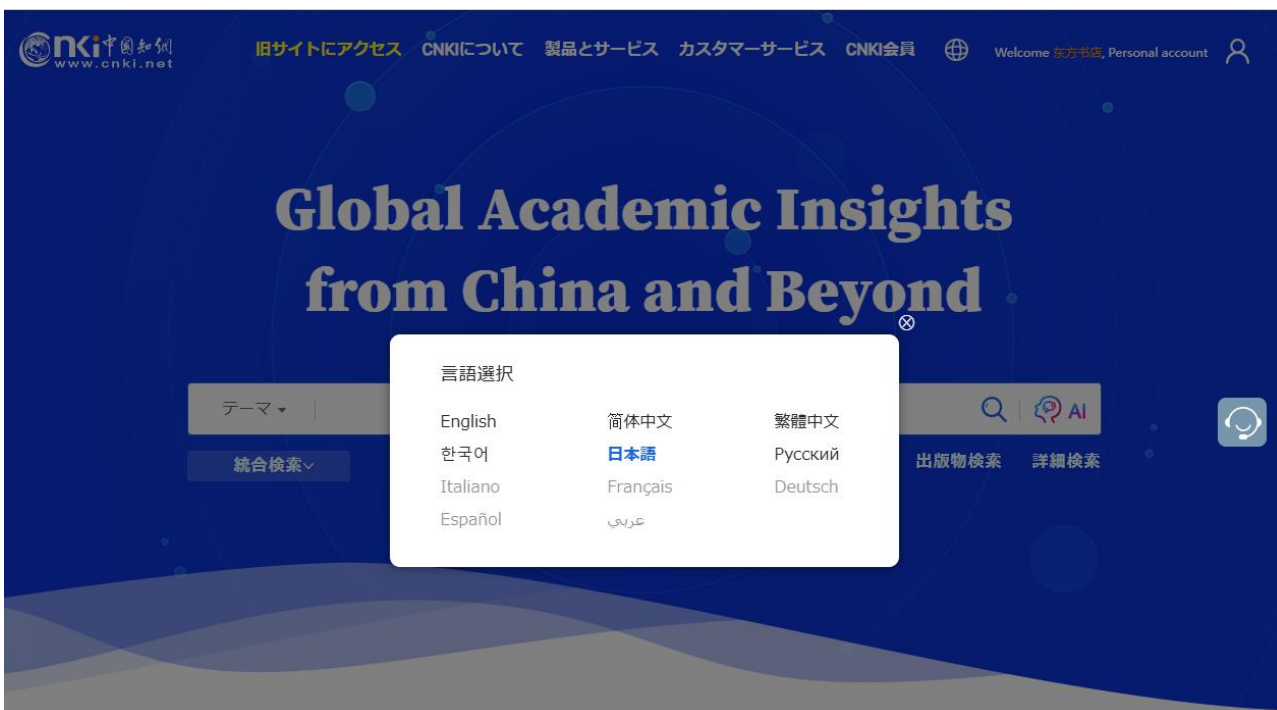 cnki中国知网
www.cnki.net
旧サイトにアクセス CNKIについて 製品とサービス カスタマーサービス CNKI会員 Welcome 东方书店, Personal account
Global Academic Insights
from China and Beyond
言語選択
テーマ AI
English 简体中文 繁體中文
한국어 日本語 Русский
統合検索 出版物検索 詳細検索
Italiano Français Deutsch
Español عربي